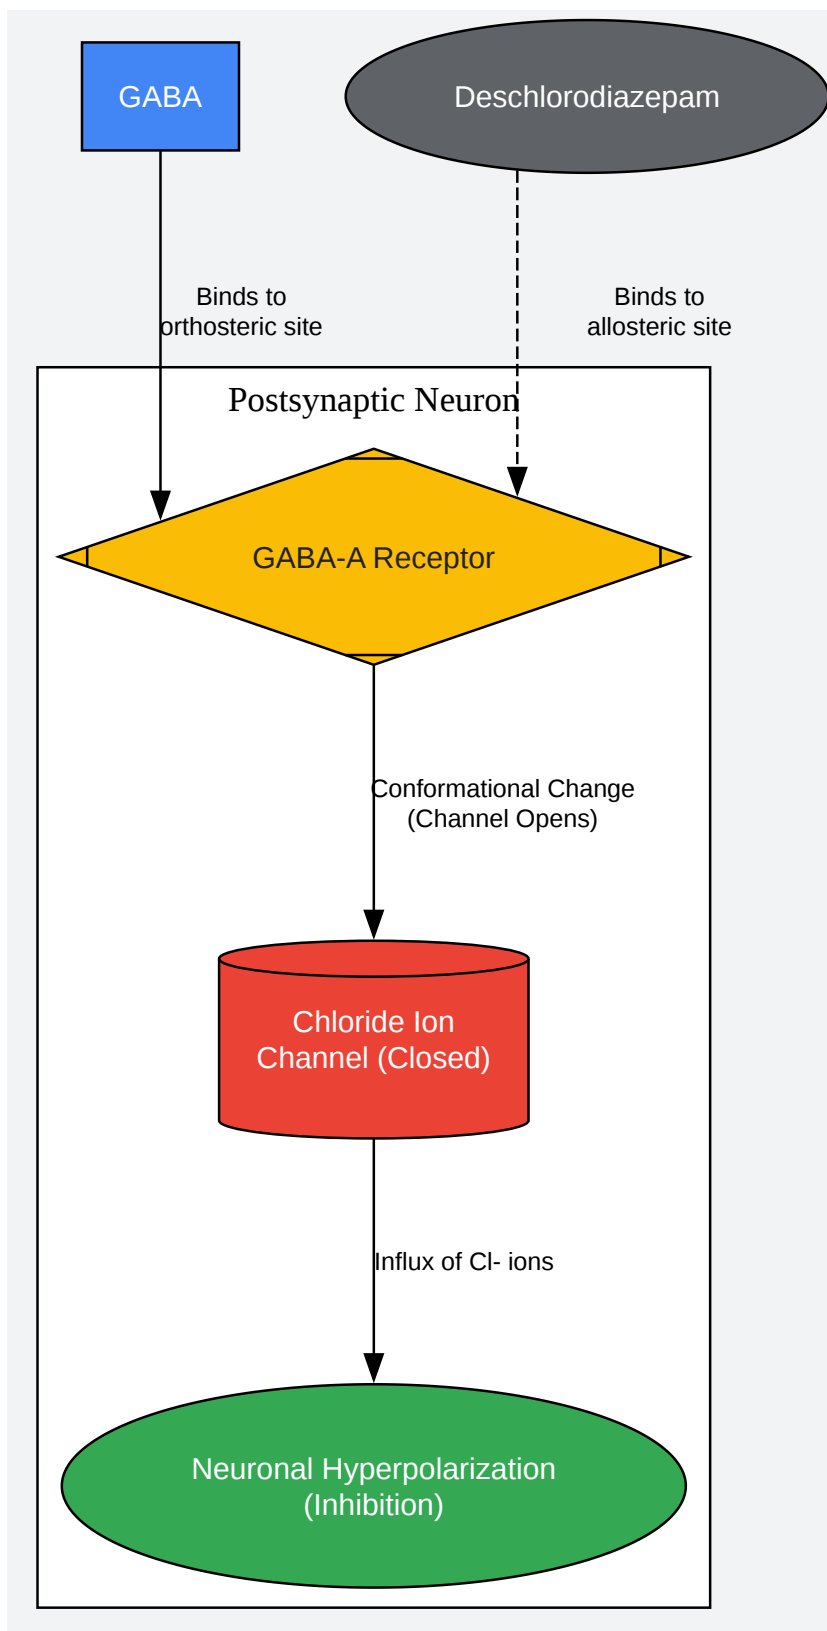 GABA
Deschlorodiazepam
Binds to
orthosteric site
Binds to
allosteric site
Postsynaptic Neuron
GABA-A Receptor
Conformational Change
(Channel Opens)
Chloride Ion
Channel (Closed)
Influx of Cl- ions
Neuronal Hyperpolarization
(Inhibition)